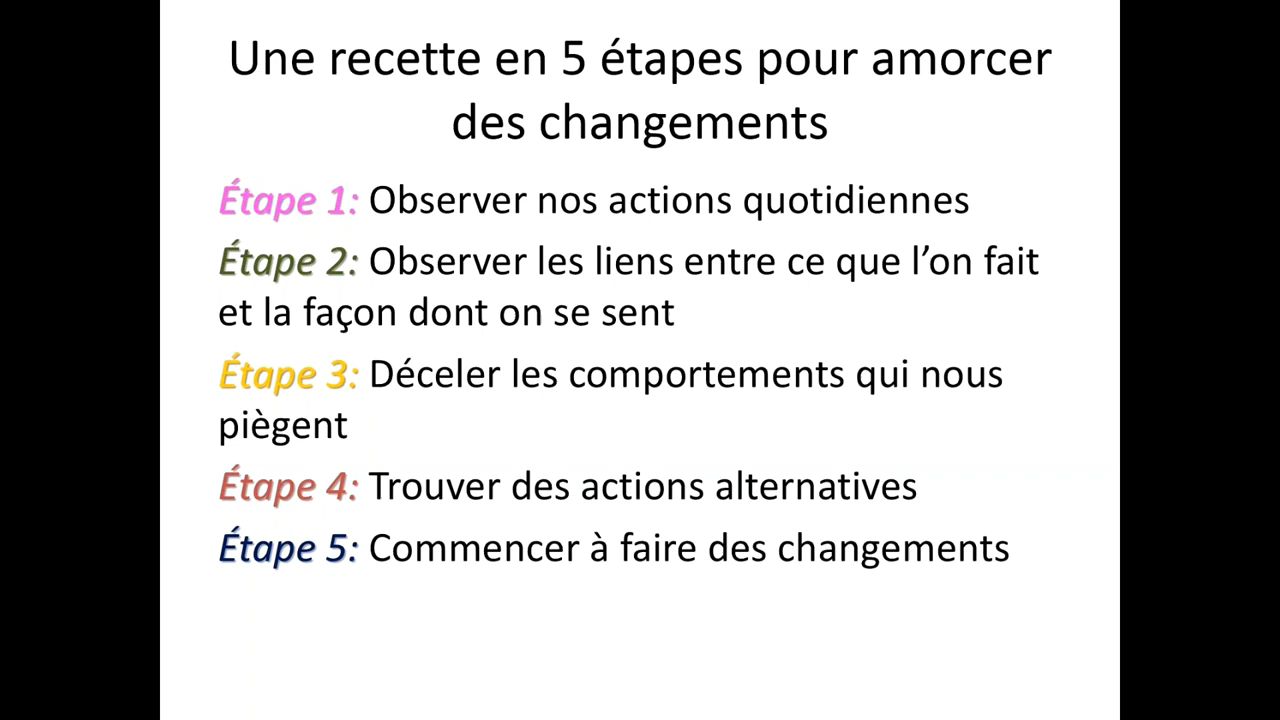 Une recette en 5 étapes pour amorcer
des changements
Étape 1: Observer nos actions quotidiennes
Étape 2: Observer les liens entre ce que l’on fait
et la façon dont on se sent
Étape 3: Déceler les comportements qui nous
piègent
Étape 4: Trouver des actions alternatives
Étape 5: Commencer à faire des changements